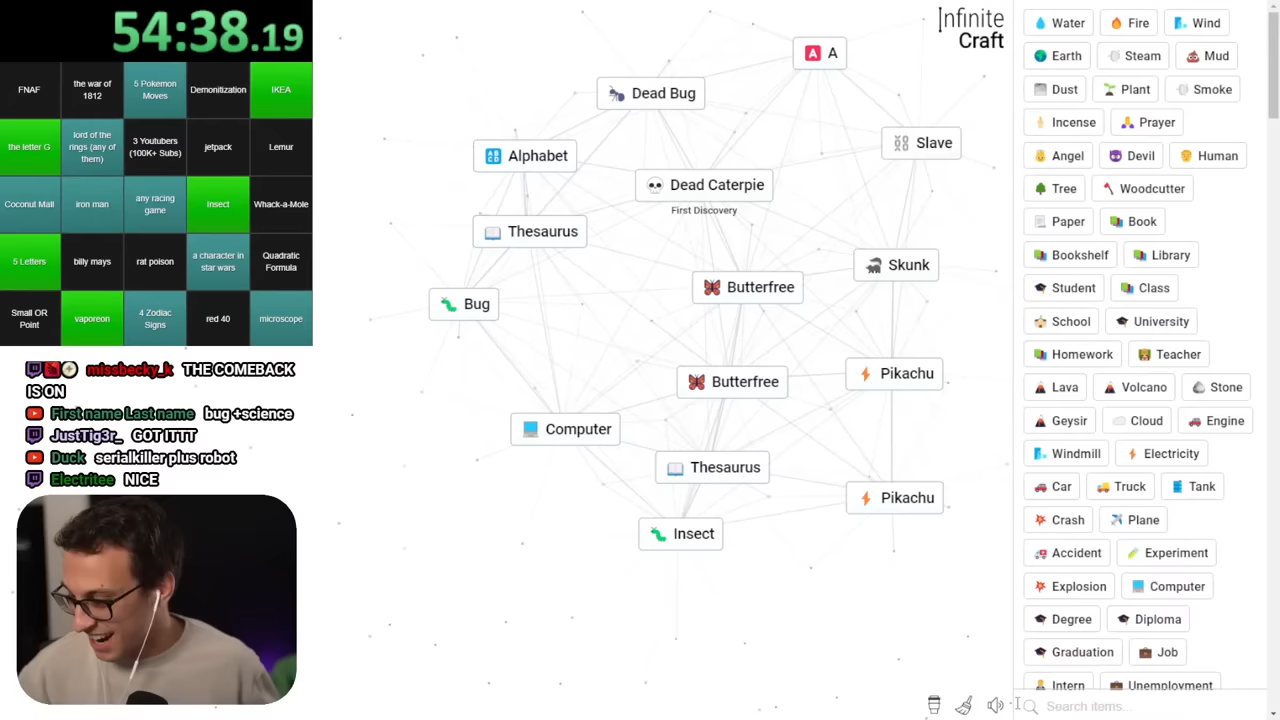 54:38.19
FNAF
the war of
1812
5 Pokemon
Moves
Demonitization
IKEA
the letter G
lord of the
rings (any of
them)
3 Youtubers
(100K+ Subs)
jetpack
Lemur
Coconut Mall
iron man
any racing
game
Insect
Whack-a-Mole
5 Letters
billy mays
rat poison
a character in
star wars
Quadratic
Formula
Small OR
Point
vaporeon
4 Zodiac
Signs
red 40
microscope
missbecky_k THE COMEBACK
IS ON
First name Last name bug +science
JustTig3r_ GOT ITTT
Duck serialkiller plus robot
Electritee NICE
Infinite
Craft
A
Dead Bug
Slave
Alphabet
Dead Caterpie
First Discovery
Thesaurus
Skunk
Butterfree
Bug
Pikachu
Butterfree
Computer
Thesaurus
Pikachu
Insect
Water Fire Wind
Earth Steam Mud
Dust Plant Smoke
Incense Prayer
Angel Devil Human
Tree Woodcutter
Paper Book
Bookshelf Library
Student Class
School University
Homework Teacher
Lava Volcano Stone
Geysir Cloud Engine
Windmill Electricity
Car Truck Tank
Crash Plane
Accident Experiment
Explosion Computer
Degree Diploma
Graduation Job
Intern Unemployment
Search items...